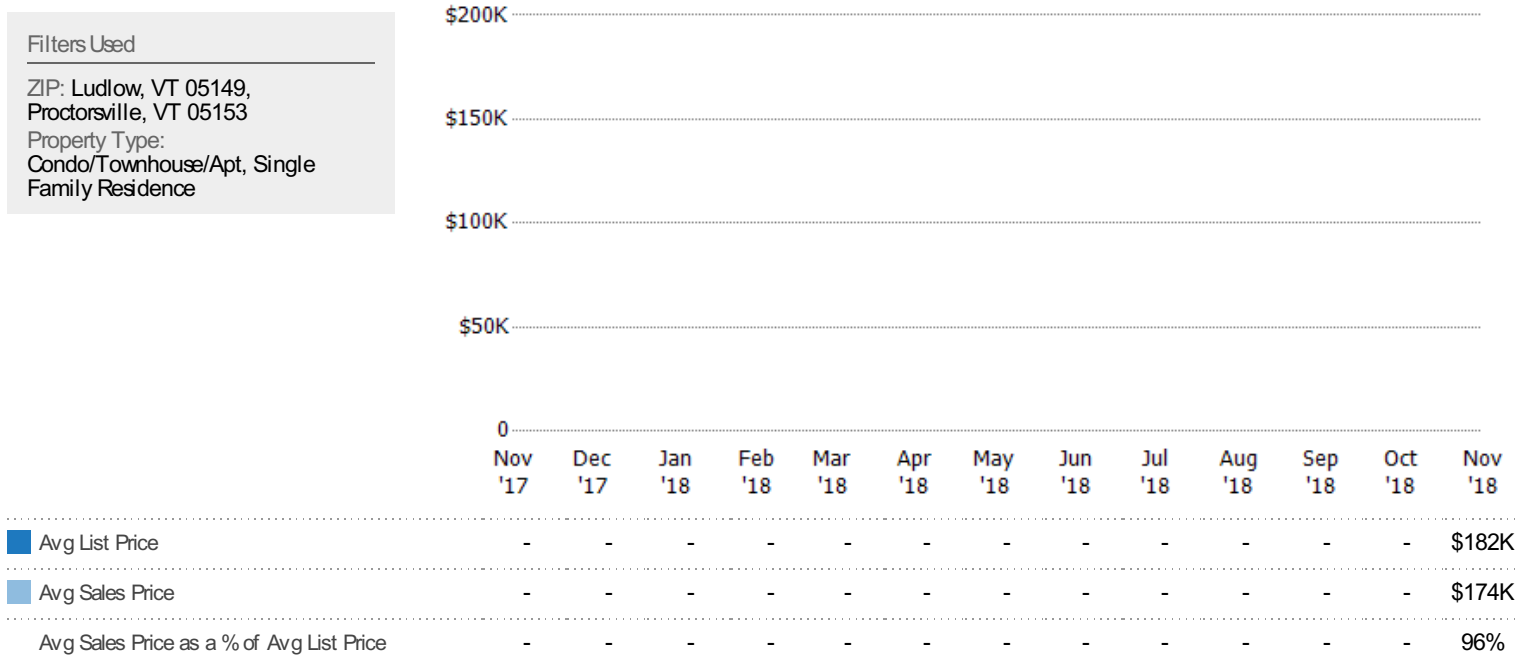 Filters Used
ZIP: Ludlow, VT 05149,
Proctorsville, VT 05153
Property Type:
Condo/Townhouse/Apt, Single
Family Residence
$200K
$150K
$100K
$50K
0
Nov Dec Jan Feb Mar Apr May Jun Jul Aug Sep Oct Nov
'17 '17 '18 '18 '18 '18 '18 '18 '18 '18 '18 '18 '18
Avg List Price - - - - - - - - - - - - $182K
Avg Sales Price - - - - - - - - - - - - $174K
Avg Sales Price as a % of Avg List Price - - - - - - - - - - - - 96%